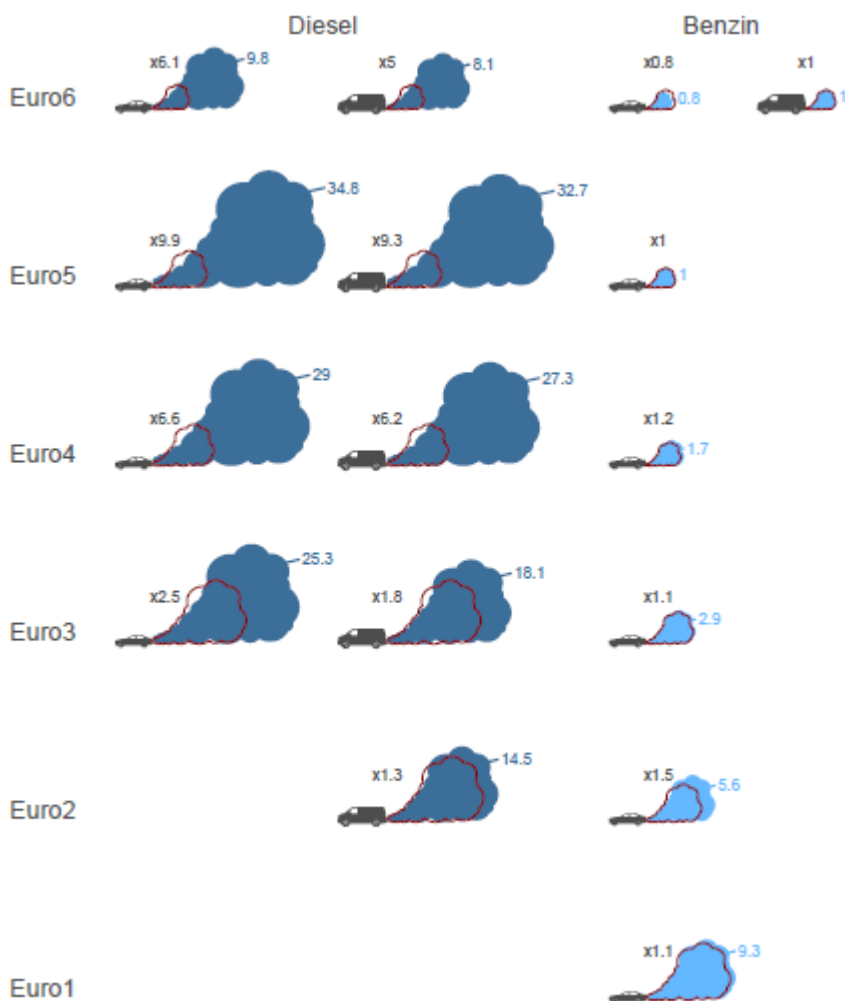 Diesel Benzin
x6.1 9.8 x5 8.1 x0.8 x1
Euro6 0.8 1
34.8 32.7
x9.9 x9.3 x1
Euro5 1
29 27.3
x6.6 x6.2 x1.2
Euro4 1.7
25.3 18.1
x2.5 x1.8 x1.1
Euro3 2.9
x1.3 14.5 x1.5 5.6
Euro2
x1.1 9.3
Euro1